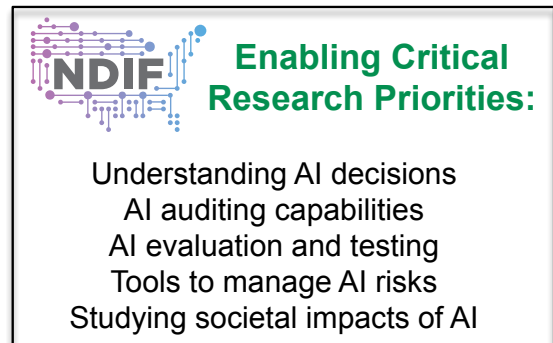 NDIF
Enabling Critical
Research Priorities:
Understanding AI decisions
AI auditing capabilities
AI evaluation and testing
Tools to manage AI risks
Studying societal impacts of AI